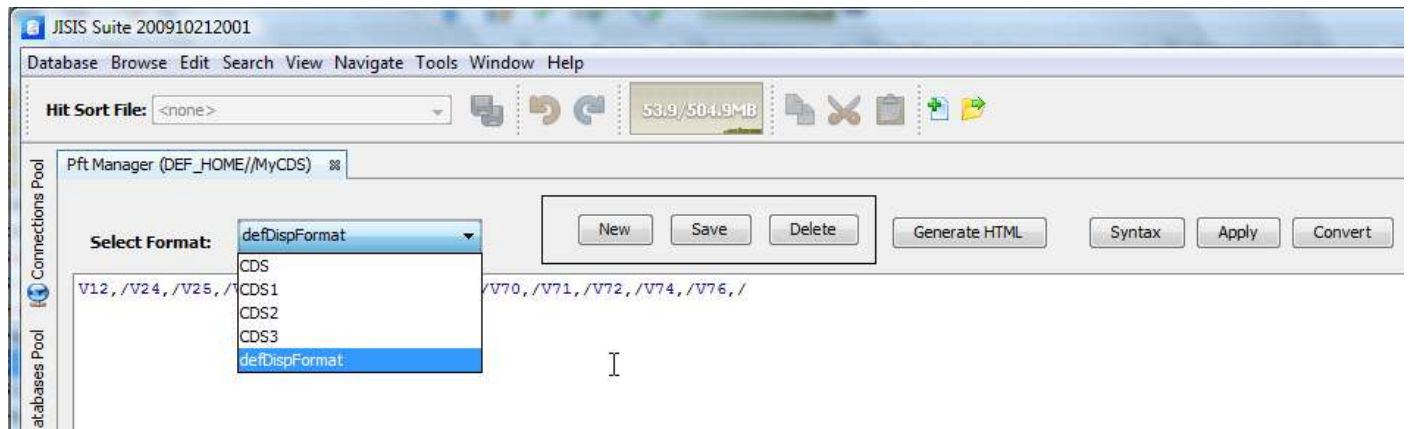 JISIS Suite 200910212001
Database Browse Edit Search View Navigate Tools Window Help
Hit Sort File: <none> 53.9/504.9MB
Connections Pool
Pft Manager (DEF_HOME//MyCDS)
Select Format: defDispFormat New Save Delete Generate HTML Syntax Apply Convert
V12,/V24,/V25,/V /V70,/V71,/V72,/V74,/V76,/
CDS
CDS1
CDS2
CDS3
defDispFormat
atabases Pool